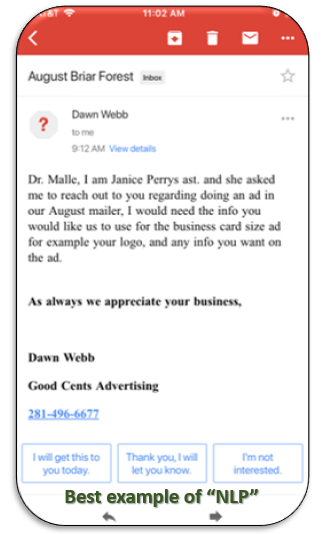 AT&T 11:02 AM
August Briar Forest Inbox
?
Dawn Webb
to me
9:12 AM View details
Dr. Malle, I am Janice Perrys ast. and she asked
me to reach out to you regarding doing an ad in
our August mailer, I would need the info you
would like us to use for the business card size ad
for example your logo, and any info you want on
the ad.
As always we appreciate your business,
Dawn Webb
Good Cents Advertising
281-496-6677
I will get this to
you today.
Thank you, I will
let you know.
I'm not
interested.
Best example of “NLP”